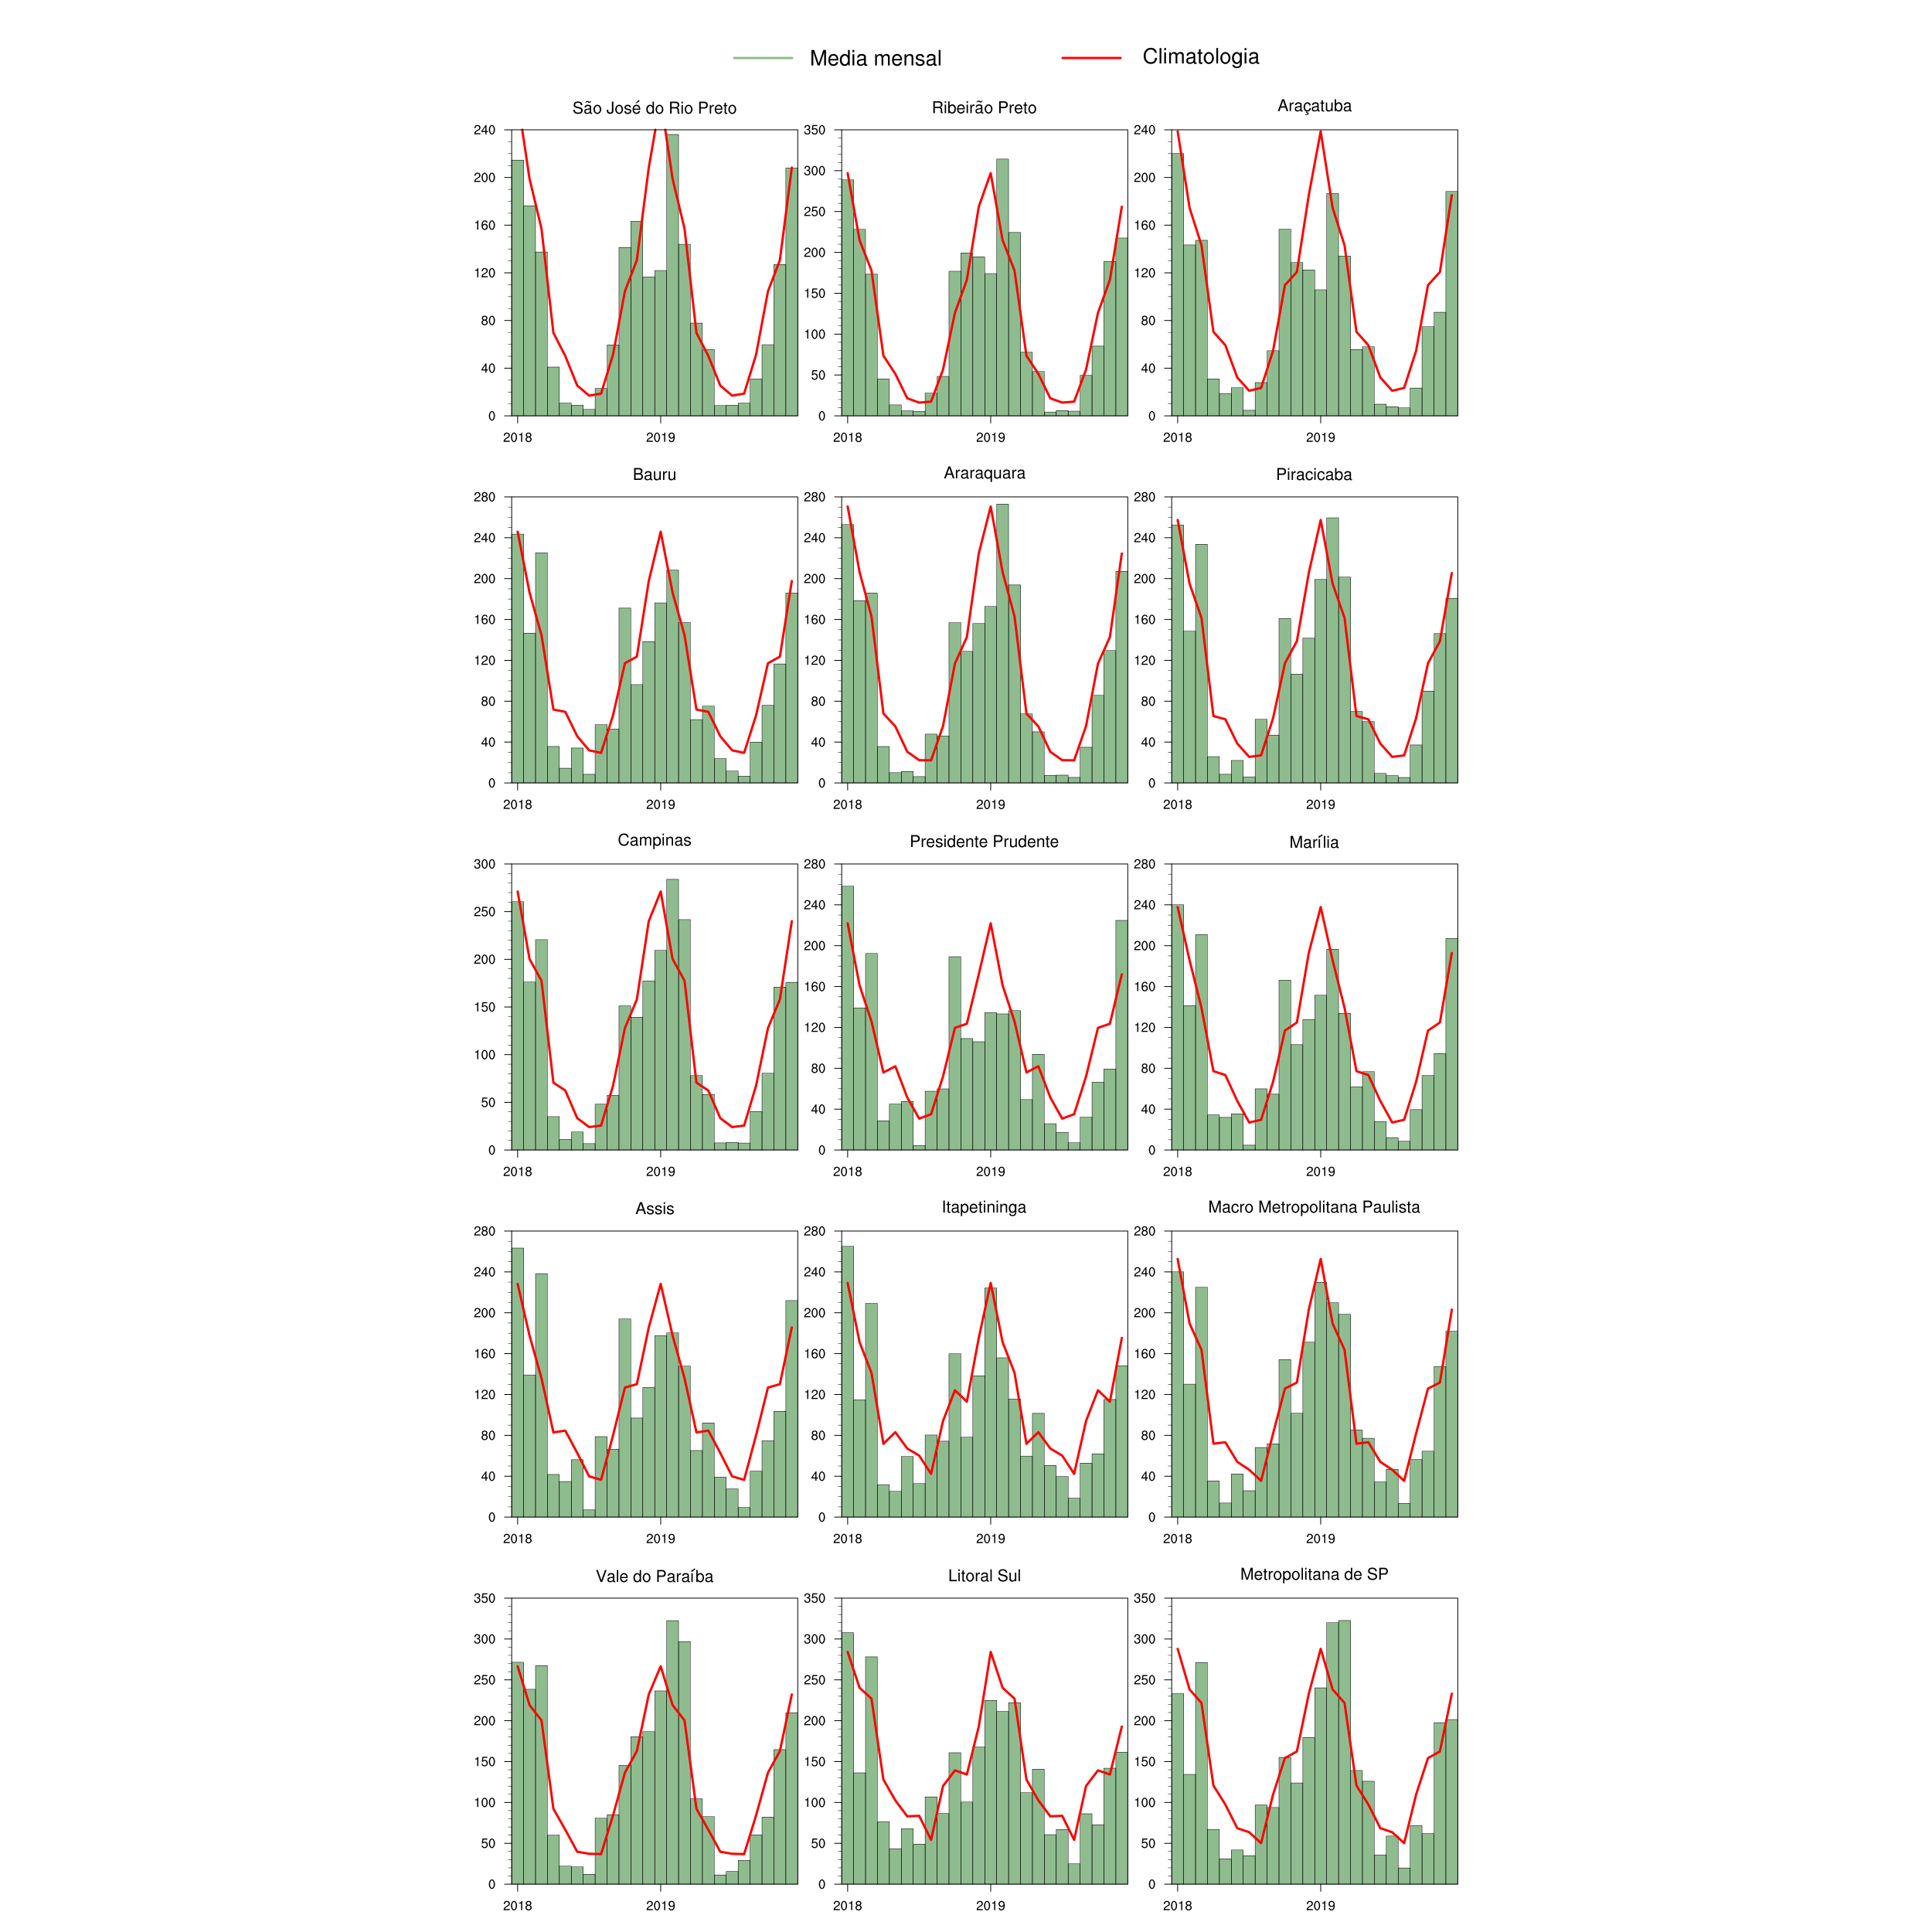 Media mensal Climatologia
São José do Rio Preto Ribeirão Preto Araçatuba
240 350 240
300
200 200
250
160 160
200
120 120
150
80 80
100
40 50 40
0 0 0
2018 2019 2018 2019 2018 2019
Bauru Araraquara Piracicaba
280 280 280
240 240 240
200 200 200
160 160 160
120 120 120
80 80 80
40 40 40
0 0 0
2018 2019 2018 2019 2018 2019
Campinas Presidente Prudente Marília
300 280 280
250 240 240
200 200 200
160 160
150
120 120
100
80 80
50 40 40
0 0 0
2018 2019 2018 2019 2018 2019
Assis Itapetininga Macro Metropolitana Paulista
280 280 280
240 240 240
200 200 200
160 160 160
120 120 120
80 80 80
40 40 40
0 0 0
2018 2019 2018 2019 2018 2019
Vale do Paraíba Litoral Sul Metropolitana de SP
350 350 350
300 300 300
250 250 250
200 200 200
150 150 150
100 100 100
50 50 50
0 0 0
2018 2019 2018 2019 2018 2019